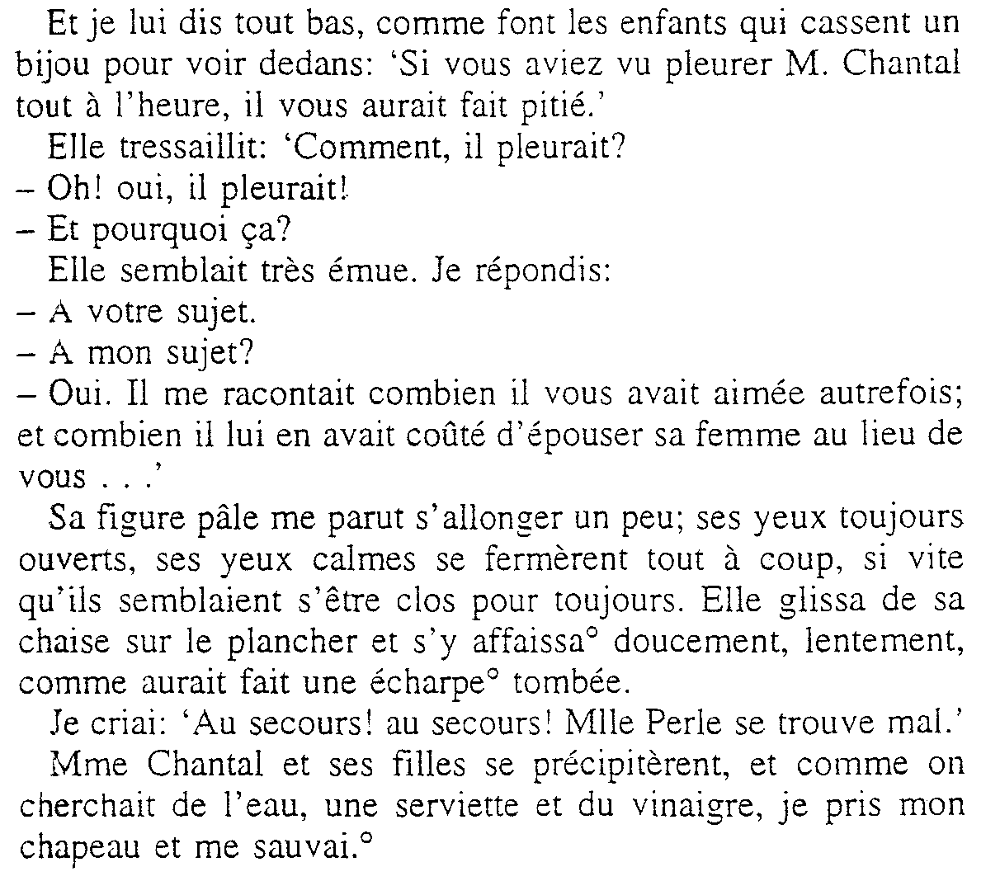 Et je lui dis tout bas, comme font les enfants qui cassent un
bijou pour voir dedans: ‘Si vous aviez vu pleurer M. Chantal
tout à l’heure, il vous aurait fait pitié.’
Elle tressaillit: ‘Comment, il pleurait?
– Oh! oui, il pleurait!
– Et pourquoi ça?
Elle semblait très émue. Je répondis:
– A votre sujet.
– A mon sujet?
– Oui. Il me racontait combien il vous avait aimée autrefois;
et combien il lui en avait coûté d’épouser sa femme au lieu de
vous . . .’
Sa figure pâle me parut s’allonger un peu; ses yeux toujours
ouverts, ses yeux calmes se fermèrent tout à coup, si vite
qu’ils semblaient s’être clos pour toujours. Elle glissa de sa
chaise sur le plancher et s’y affaissa° doucement, lentement,
comme aurait fait une écharpe° tombée.
Je criai: ‘Au secours! au secours! Mlle Perle se trouve mal.’
Mme Chantal et ses filles se précipitèrent, et comme on
cherchait de l’eau, une serviette et du vinaigre, je pris mon
chapeau et me sauvai.°